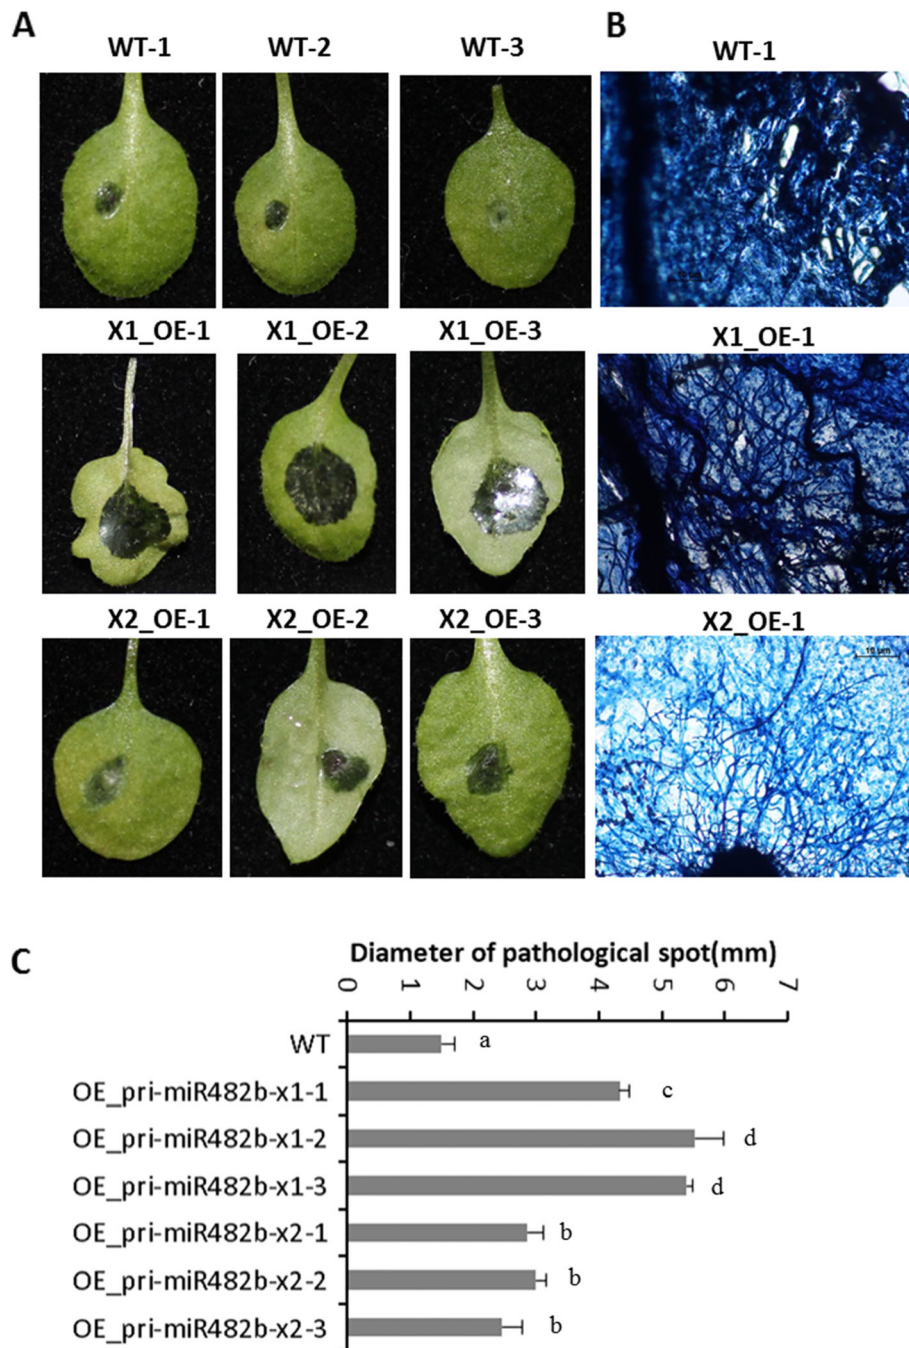 A
B
WT-1
WT-2
WT-3
WT-1
X1_OE-1
X1_OE-2
X1_OE-3
X1_OE-1
X2_OE-1
X2_OE-2
X2_OE-3
X2_OE-1
10 μm
C
Diameter of pathological spot(mm)
0 1 2 3 4 5 6 7
WT a
OE_pri-miR482b-x1-1 c
OE_pri-miR482b-x1-2 d
OE_pri-miR482b-x1-3 d
OE_pri-miR482b-x2-1 b
OE_pri-miR482b-x2-2 b
OE_pri-miR482b-x2-3 b